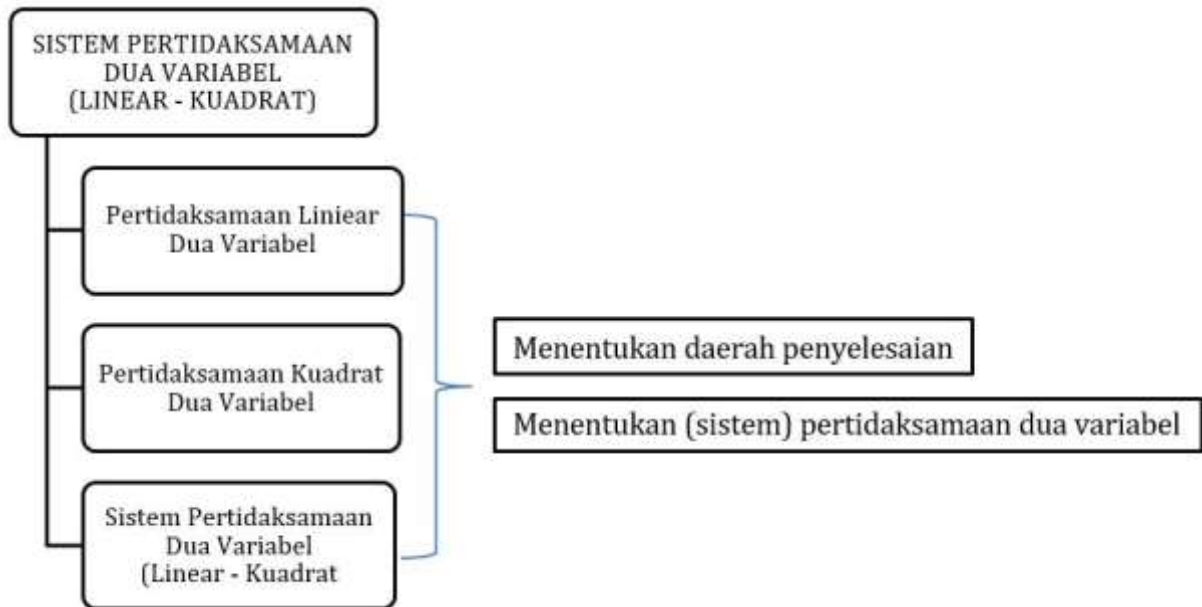 SISTEM PERTIDAKSAMAAN
DUA VARIABEL
(LINEAR - KUADRAT)
Pertidaksamaan Liniear
Dua Variabel
Pertidaksamaan Kuadrat
Dua Variabel
Sistem Pertidaksamaan
Dua Variabel
(Linear - Kuadrat
Menentukan daerah penyelesaian
Menentukan (sistem) pertidaksamaan dua variabel